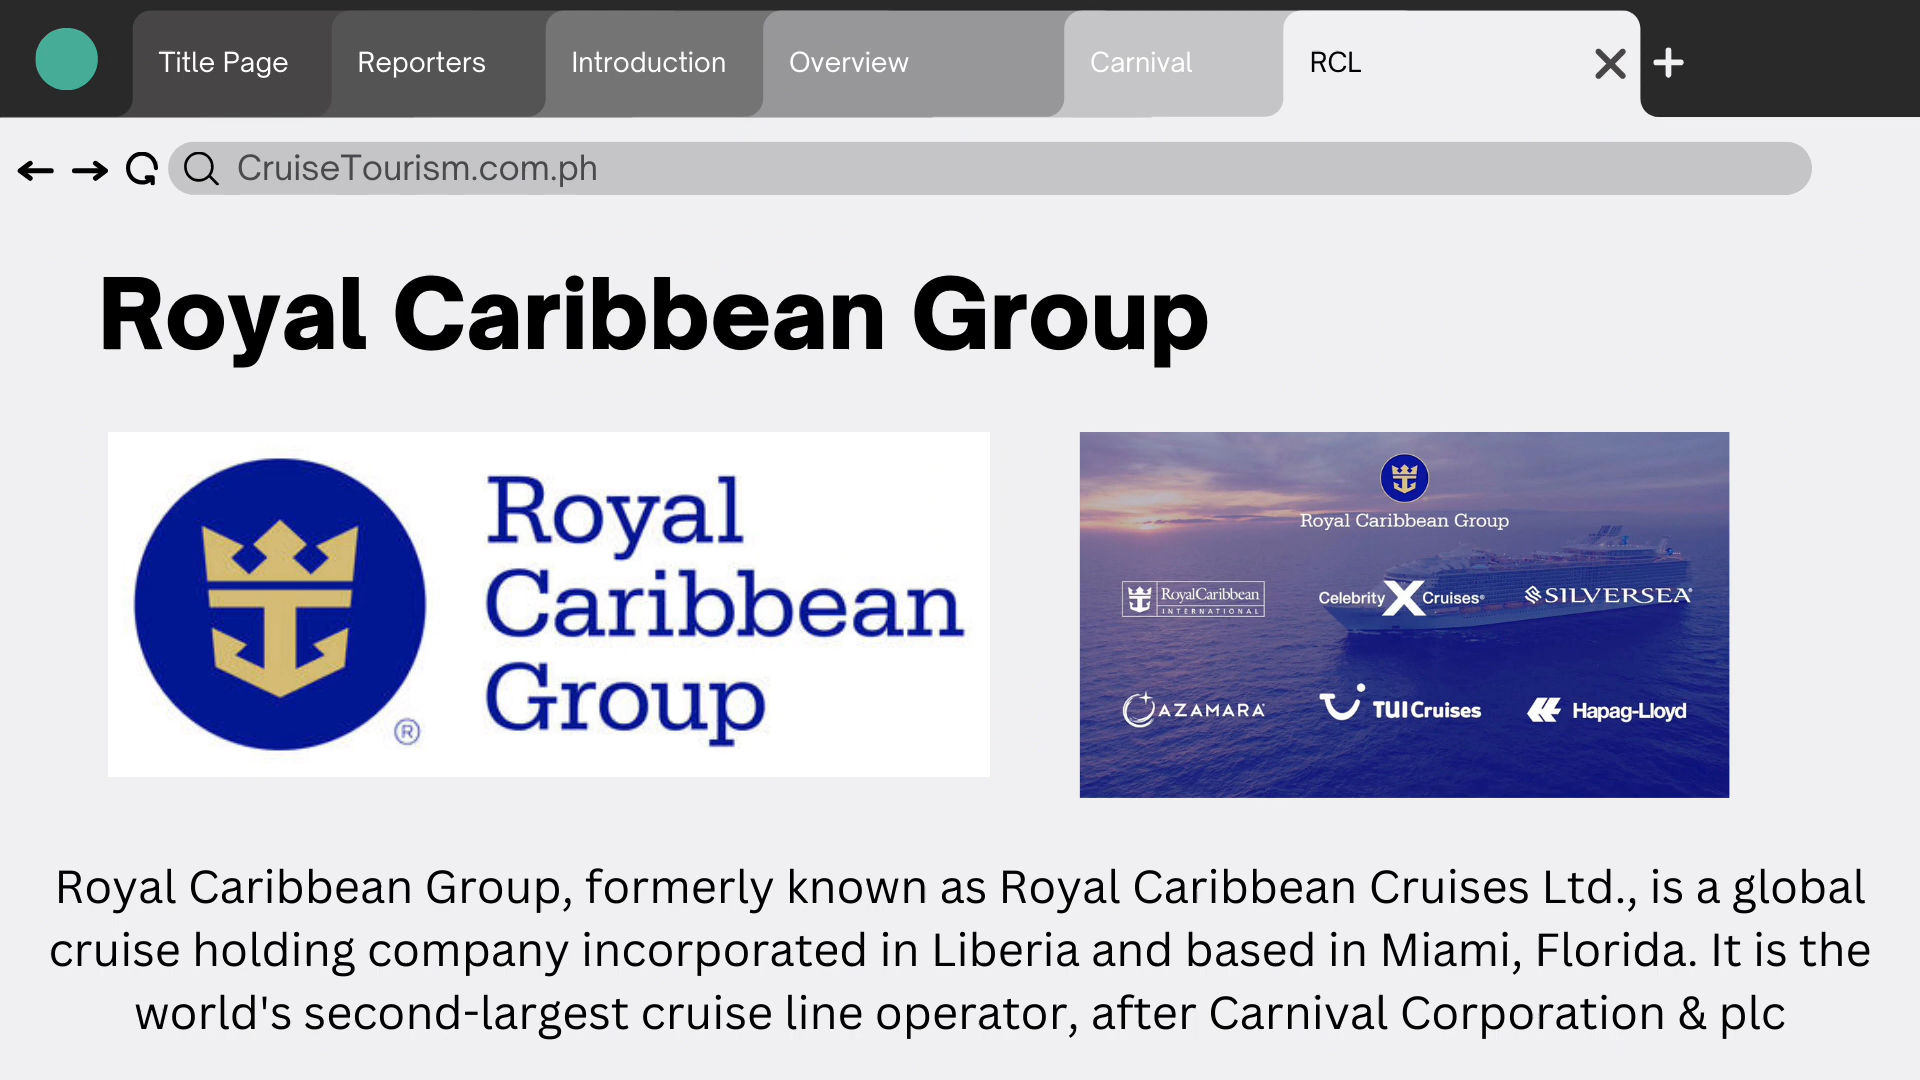 Title Page
Reporters
Introduction
Overview
Carnival
RCL
CruiseTourism.com.ph
Royal Caribbean Group
Royal
Caribbean
Group
®
Royal Caribbean Group
RoyalCaribbean
INTERNATIONAL
Celebrity X Cruises®
SILVERSEA®
AZAMARA®
TUI Cruises
Hapag-Lloyd
Royal Caribbean Group, formerly known as Royal Caribbean Cruises Ltd., is a global
cruise holding company incorporated in Liberia and based in Miami, Florida. It is the
world's second-largest cruise line operator, after Carnival Corporation & plc